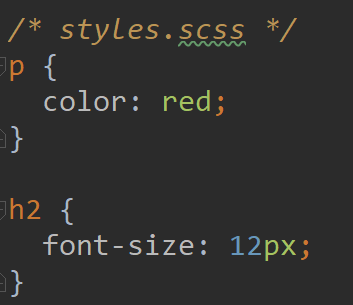 /* styles.scss */
p {
color: red;
}
h2 {
font-size: 12px;
}